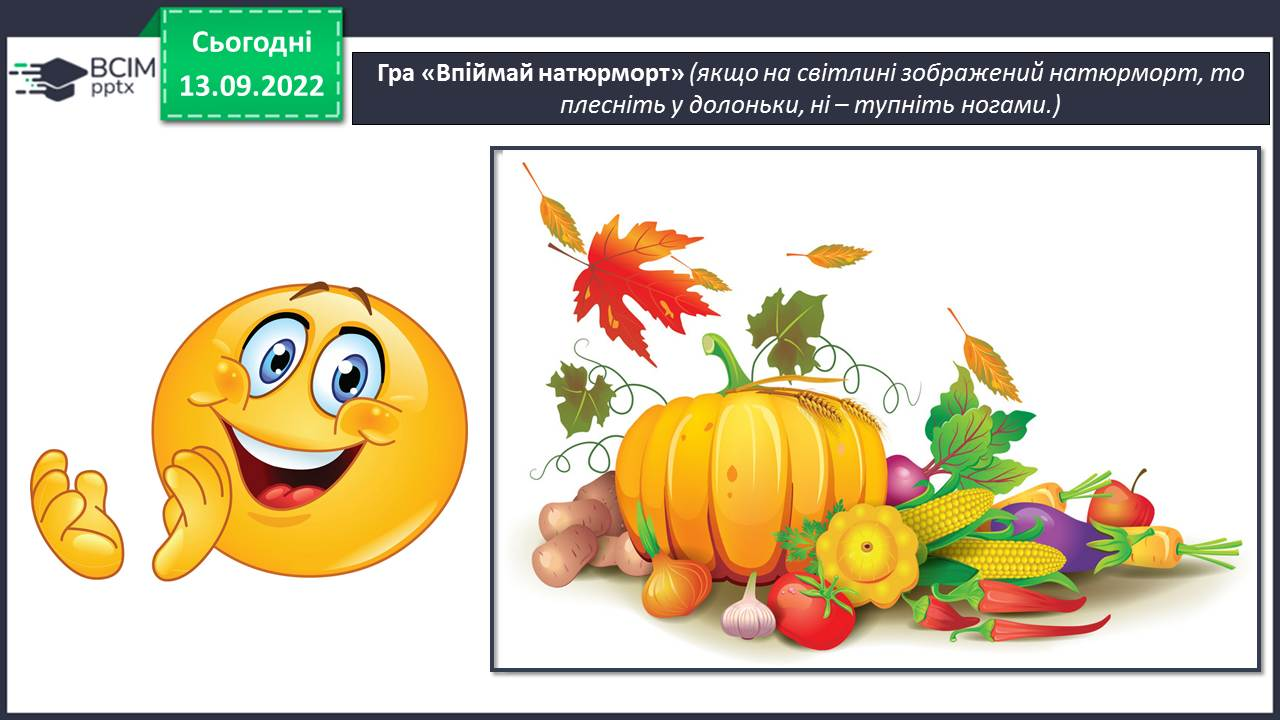 Сьогодні
13.09.2022
ВСІМ
pptx
Гра «Впіймай натюрморт» (якщо на світлині зображений натюрморт, то
плесніть у долоньки, ні – тупніть ногами.)